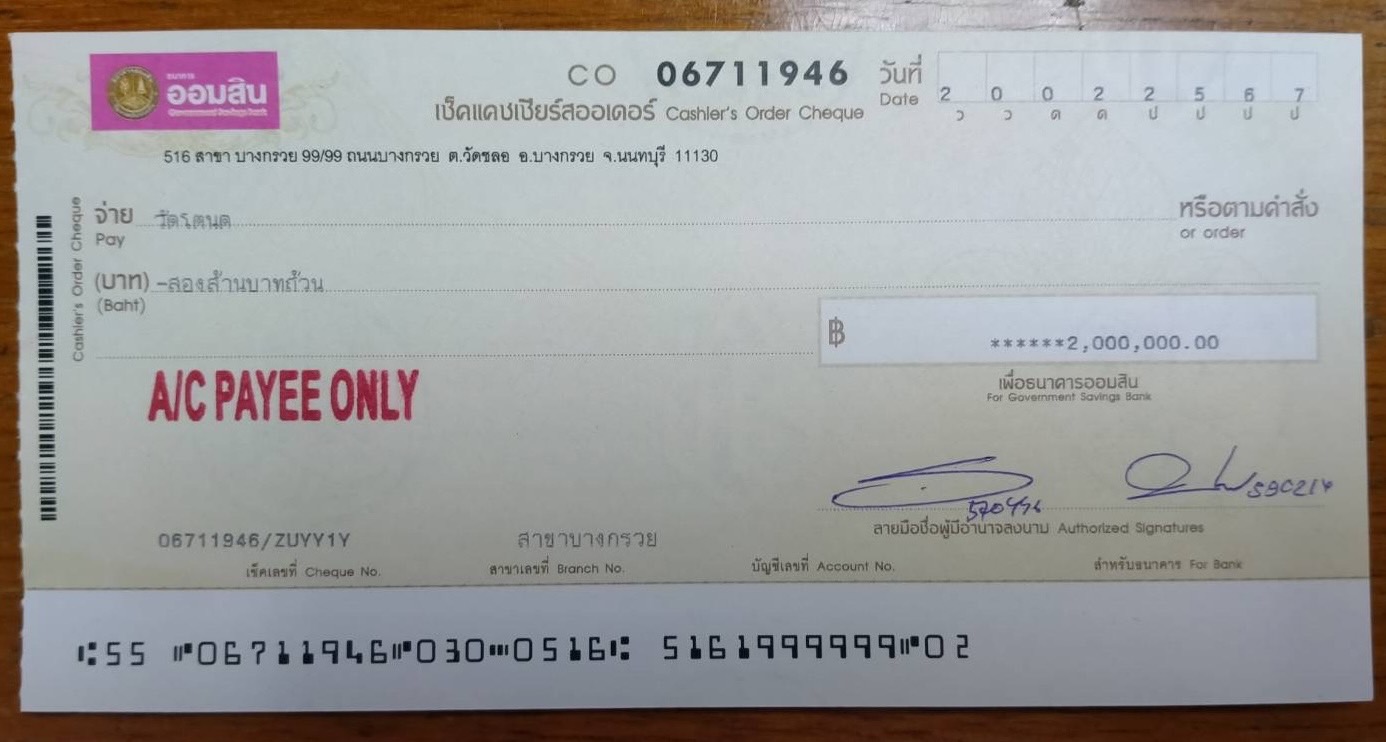 ธนาคาร
ออมสิน
Government Savings Bank
CO 06711946
เช็คแคชเชียร์สออเดอร์ Cashier's Order Cheque
วันที่ 2 0 0 2 2 5 6 7
Date ว ว ด ด ป ป ป ป
516 สาขา บางกรวย 99/99 ถนนบางกรวย ต.วัดชลอ อ.บางกรวย จ.นนทบุรี 11130
Cashier's Order Cheque
จ่าย วัดโตนด หรือตามคำสั่ง
Pay or order
(บาท) -สองล้านบาทถ้วน
(Baht)
฿ ******2,000,000.00
A/C PAYEE ONLY
เพื่อธนาคารออมสิน
For Government Savings Bank
590214
ลายมือชื่อผู้มีอำนาจลงนาม Authorized Signatures
06711946/ZUYY1Y สาขาบางกรวย
เช็คเลขที่ Cheque No. สาขาเลขที่ Branch No. บัญชีเลขที่ Account No. สำหรับธนาคาร For Bank
⑆55 ⑈06711946⑈030⑉0516⑆ 5161999999⑈02